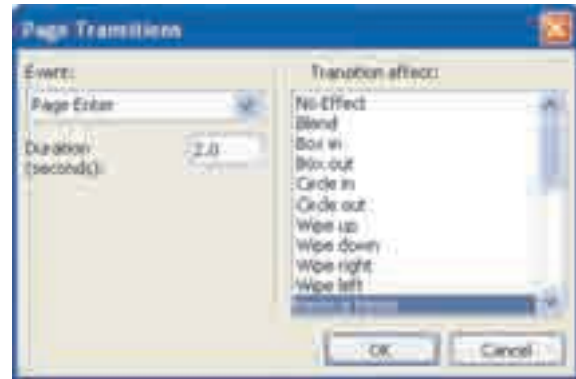 Page Transitions
Event:
Page Enter
Duration
(seconds):
2.0
Transition effect:
No Effect
Blend
Box in
Box out
Circle in
Circle out
Wipe up
Wipe down
Wipe right
Wipe left
OK
Cancel